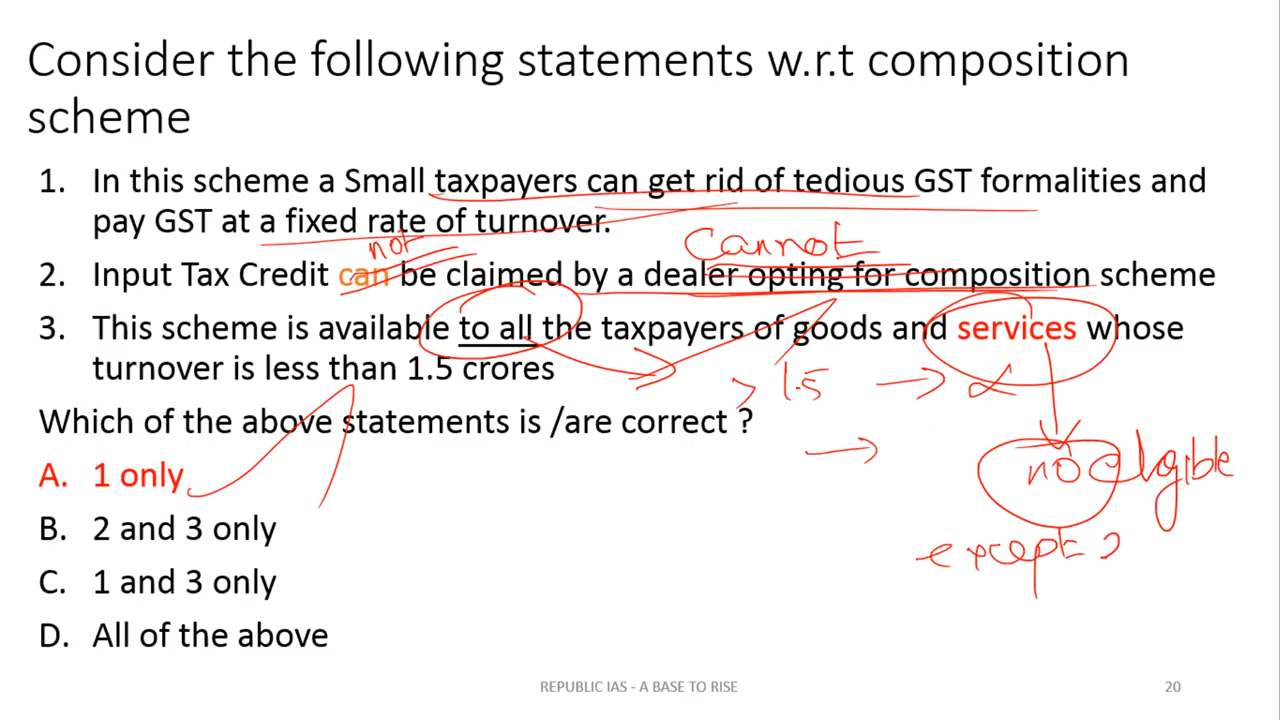 Consider the following statements w.r.t composition
scheme
1. In this scheme a Small taxpayers can get rid of tedious GST formalities and
pay GST at a fixed rate of turnover.
not
Cannot
2. Input Tax Credit can be claimed by a dealer opting for composition scheme
3. This scheme is available to all the taxpayers of goods and services whose
turnover is less than 1.5 crores
> 1.5
Which of the above statements is /are correct ?
A. 1 only
no elgible
B. 2 and 3 only
except
C. 1 and 3 only
D. All of the above
REPUBLIC IAS - A BASE TO RISE
20